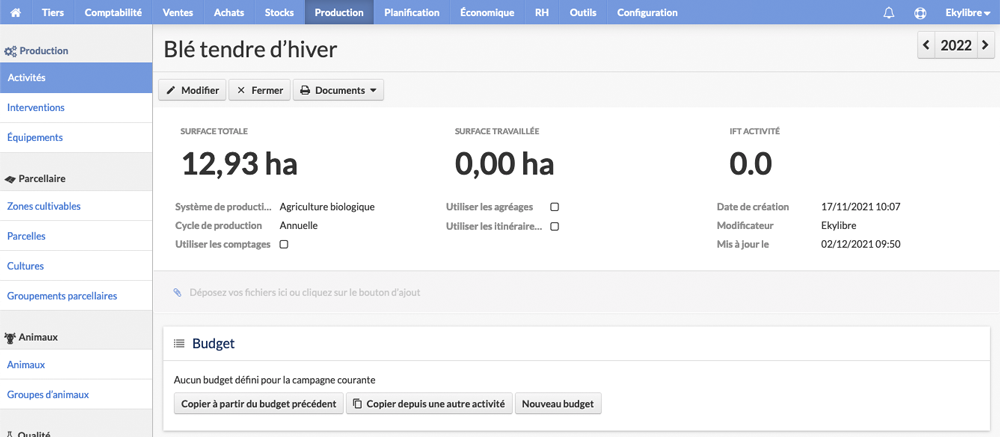 Tiers Comptabilité Ventes Achats Stocks Production Planification Économique RH Outils Configuration Ekylibre
Production
Activités
Interventions
Équipements
Parcellaire
Zones cultivables
Parcelles
Cultures
Groupements parcellaires
Animaux
Animaux
Groupes d'animaux
Qualité
Blé tendre d'hiver
2022
Modifier Fermer Documents
SURFACE TOTALE SURFACE TRAVAILLÉE IFT ACTIVITÉ
12,93 ha 0,00 ha 0.0
Système de producti... Agriculture biologique Utiliser les agréages Date de création 17/11/2021 10:07
Cycle de production Annuelle Utiliser les itinéraire... Modificateur Ekylibre
Utiliser les comptages Mis à jour le 02/12/2021 09:50
Déposez vos fichiers ici ou cliquez sur le bouton d'ajout
Budget
Aucun budget défini pour la campagne courante
Copier à partir du budget précédent Copier depuis une autre activité Nouveau budget